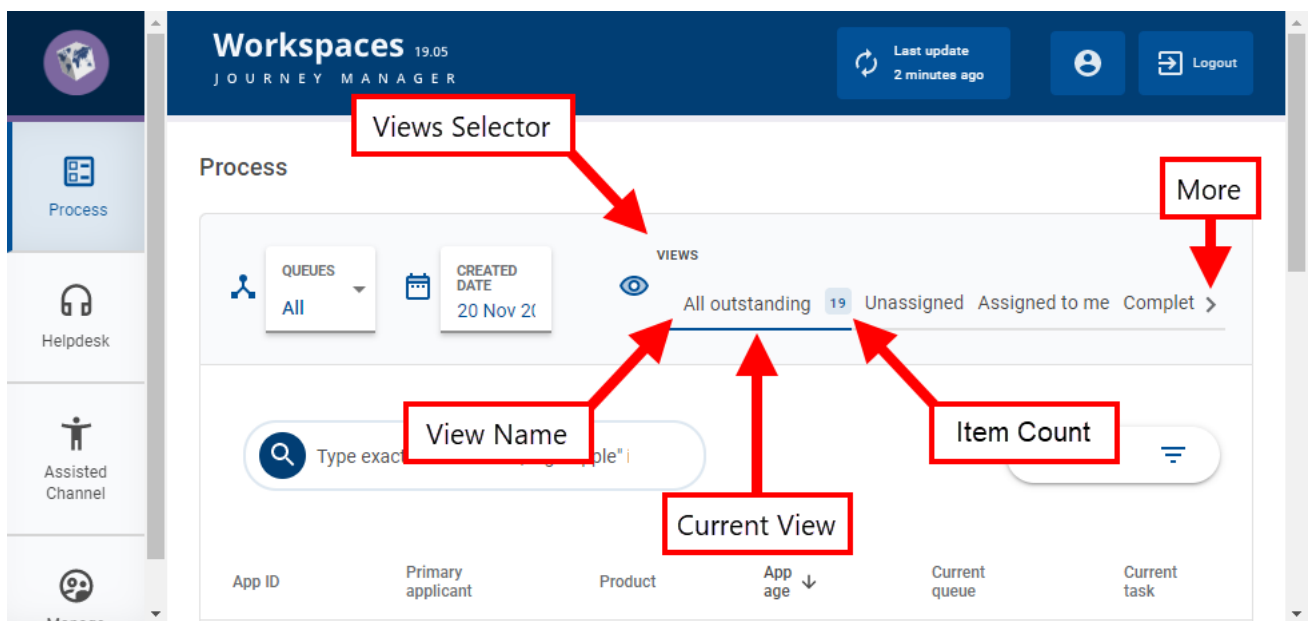 Workspaces 19.05
JOURNEY MANAGER
Last update
2 minutes ago
Logout
Views Selector
Process
More
Process
QUEUES
All
CREATED
DATE
20 Nov 20
VIEWS
All outstanding 19 Unassigned Assigned to me Complet
Helpdesk
View Name
Item Count
Type exact
ple" i
Current View
Assisted
Channel
App ID
Primary
applicant
Product
App
age
Current
queue
Current
task